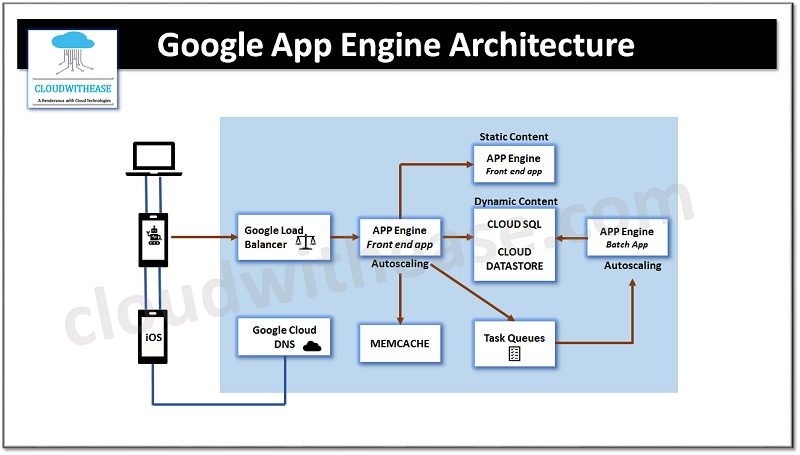 Google App Engine Architecture
CLOUDWITHEASE
A Rendezvous with Cloud Technologies
Static Content
APP Engine
Front end app
Dynamic Content
Google Load
Balancer
APP Engine
Front end app
Autoscaling
CLOUD SQL
CLOUD
DATASTORE
APP Engine
Batch App
Autoscaling
iOS
Google Cloud
DNS
MEMCACHE
Task Queues
cloudwithease.com